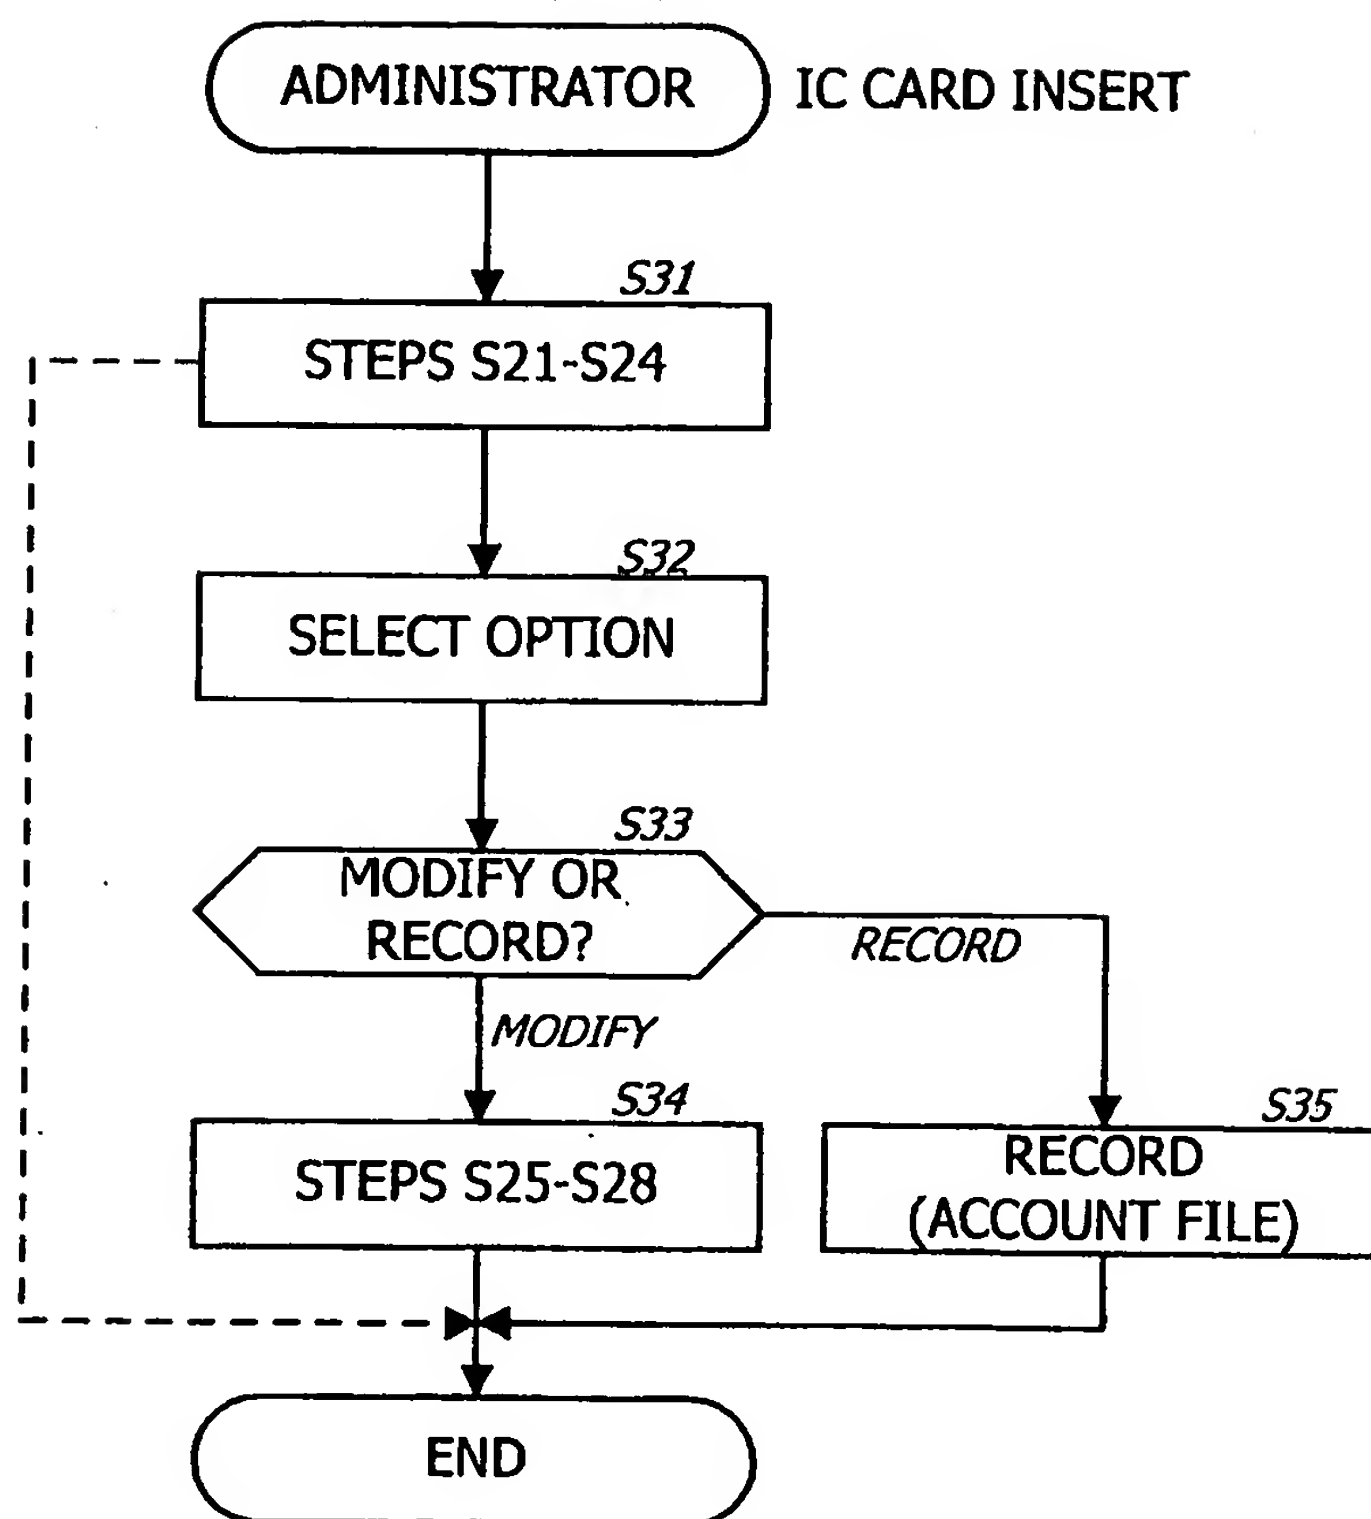 ADMINISTRATOR IC CARD INSERT
S31
STEPS S21-S24
S32
SELECT OPTION
S33
MODIFY OR
RECORD?
RECORD
MODIFY
S34
STEPS S25-S28
S35
RECORD
(ACCOUNT FILE)
END